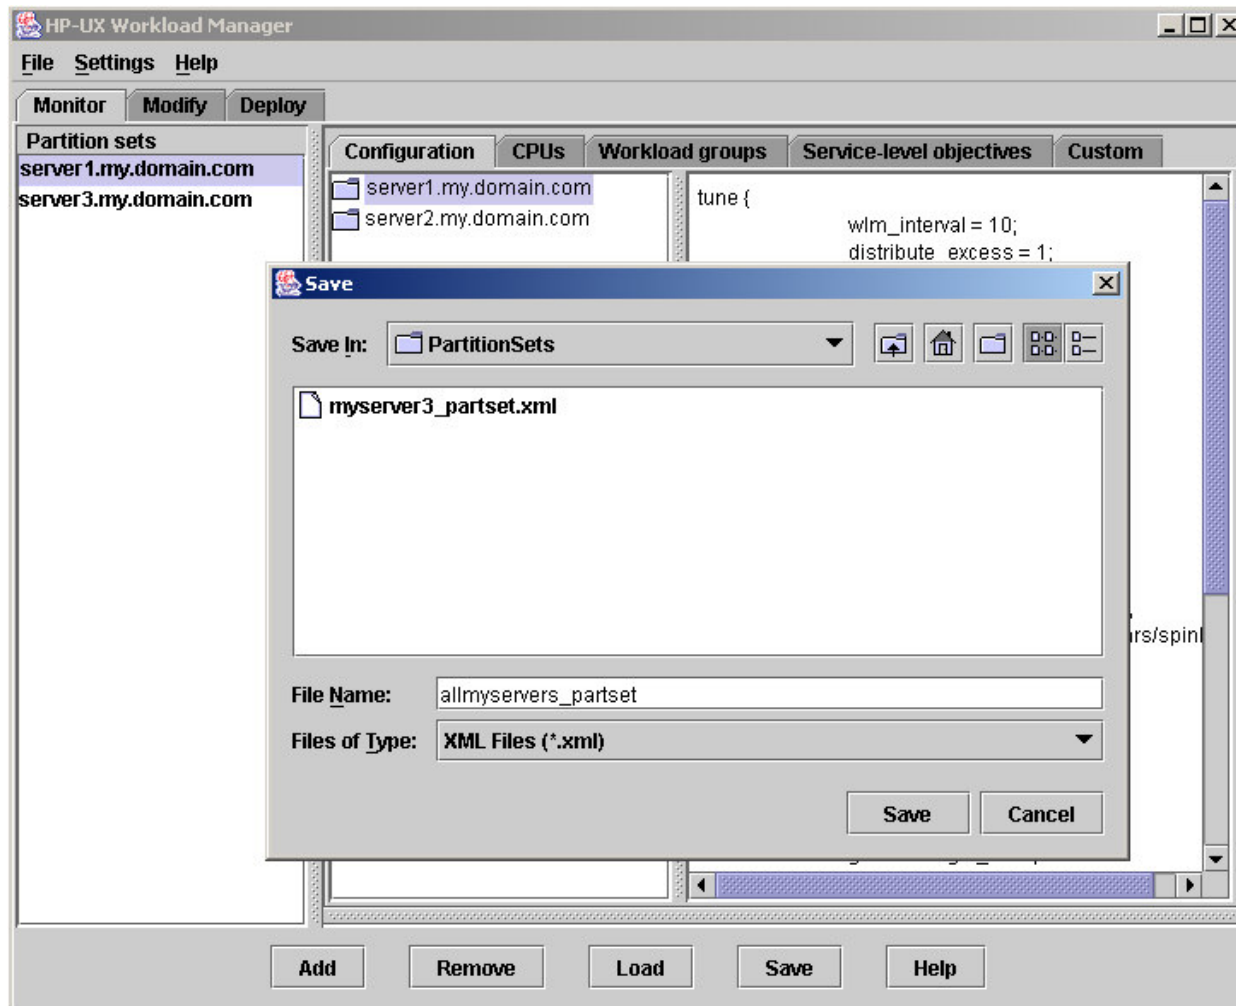 HP-UX Workload Manager
File Settings Help
Monitor Modify Deploy
Partition sets
server1.my.domain.com
server3.my.domain.com
Configuration CPUs Workload groups Service-level objectives Custom
server1.my.domain.com
server2.my.domain.com
tune {
wlm_interval = 10;
distribute_excess = 1;
Save
Save In: PartitionSets
myserver3_partset.xml
File Name: allmyservers_partset
Files of Type: XML Files (*.xml)
Save Cancel
Add Remove Load Save Help